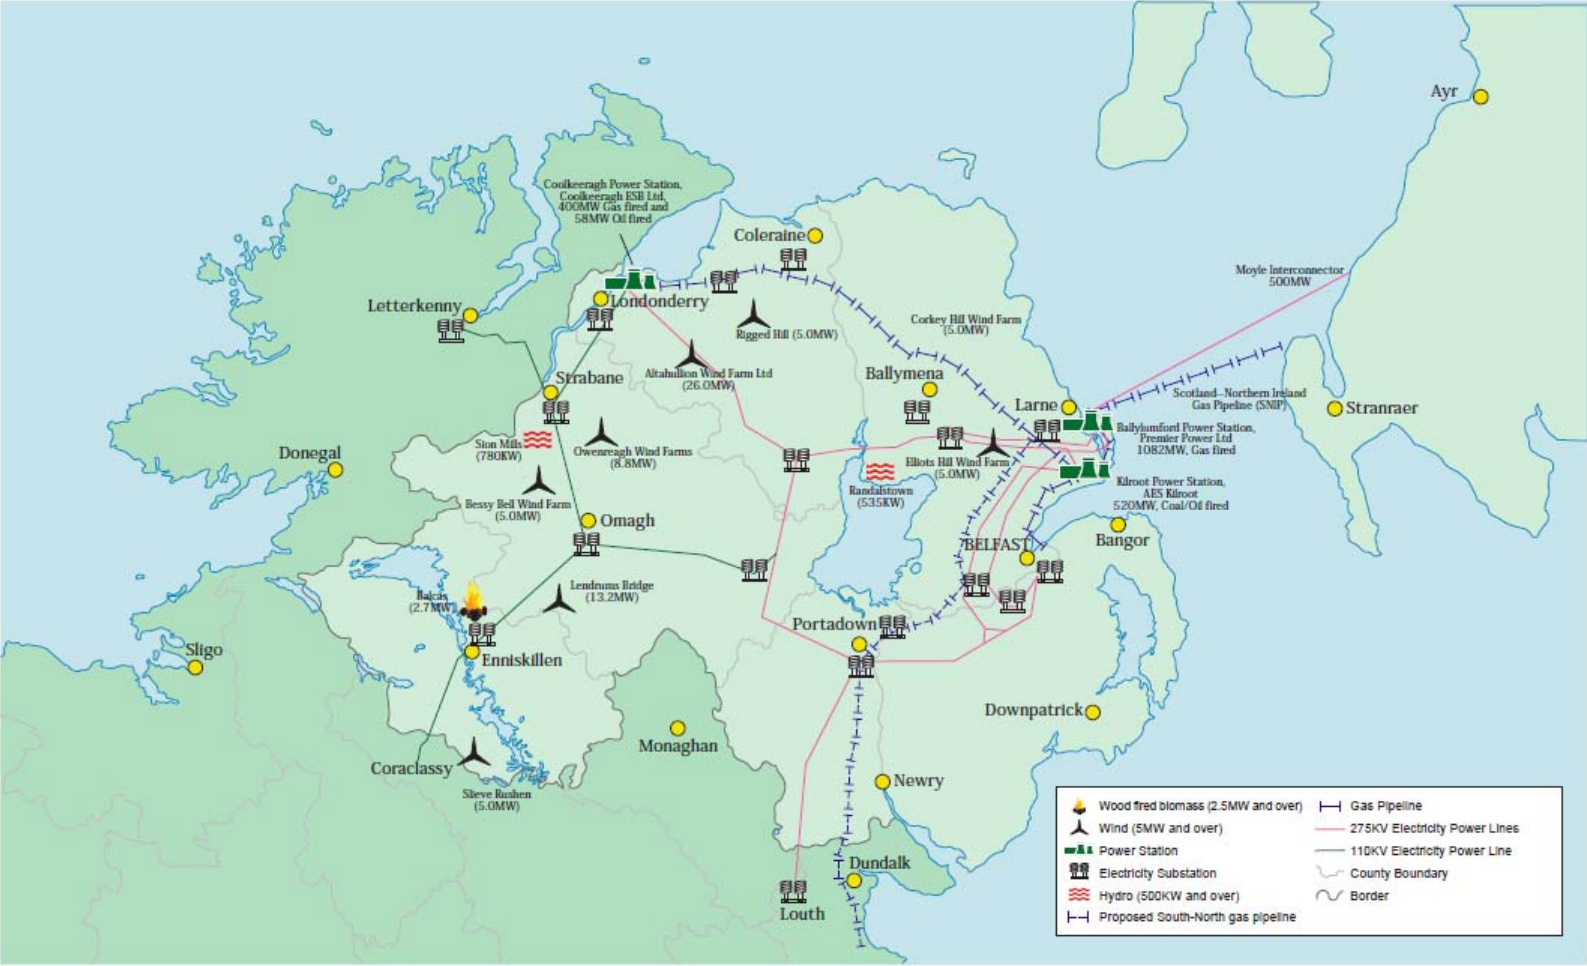 Ayr
Coolkeeragh Power Station,
Coolkeeragh ESB Ltd,
400MW Gas fired and
58MW Oil fired
Coleraine
Moyle Interconnector
500MW
Letterkenny
Londonderry
Rigged Hill (5.0MW)
Corkey Hill Wind Farm
(5.0MW)
Altahullion Wind Farm Ltd
(26.0MW)
Ballymena
Strabane
Larne
Scotland-Northern Ireland
Gas Pipeline (SNIP)
Stranraer
Ballylumford Power Station,
Premier Power Ltd
1082MW, Gas fired
Sion Mills
(780KW)
Owenreagh Wind Farms
(8.8MW)
Donegal
Elliots Hill Wind Farm
(5.0MW)
Randalstown
(535KW)
Kilroot Power Station,
AES Kilroot
520MW, Coal/Oil fired
Bessy Bell Wind Farm
(5.0MW)
Omagh
BELFAST
Bangor
Balcas
(2.7MW)
Lendrums Bridge
(13.2MW)
Portadown
Sligo
Enniskillen
Downpatrick
Monaghan
Coraclassy
Slieve Rushen
(5.0MW)
Newry
Dundalk
Louth
Wood fired biomass (2.5MW and over)
Wind (5MW and over)
Power Station
Electricity Substation
Hydro (500KW and over)
Proposed South-North gas pipeline
Gas Pipeline
275KV Electricity Power Lines
110KV Electricity Power Line
County Boundary
Border